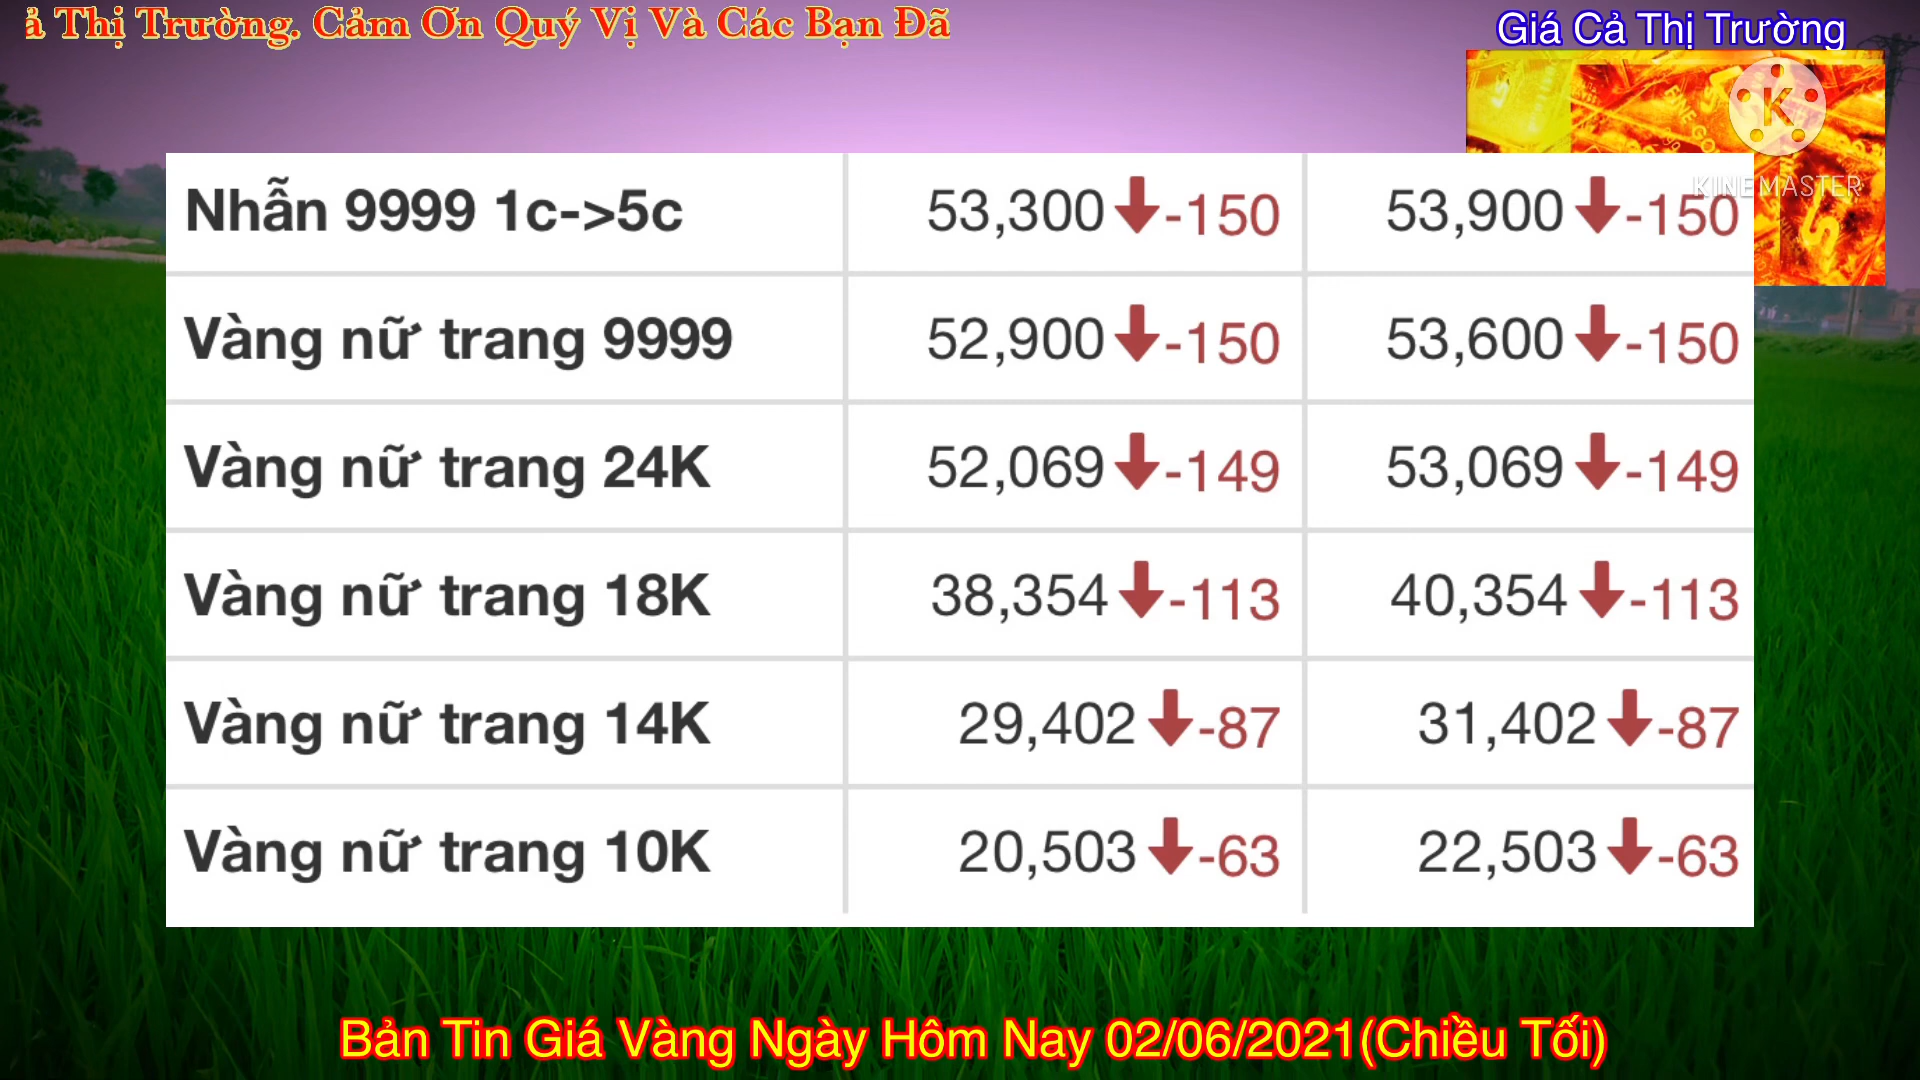 ả Thị Trường. Cảm Ơn Quý Vị Và Các Bạn Đã
Giá Cả Thị Trường
K
KINEMASTER
Nhẫn 9999 1c->5c 53,300 -150 53,900 -150
Vàng nữ trang 9999 52,900 -150 53,600 -150
Vàng nữ trang 24K 52,069 -149 53,069 -149
Vàng nữ trang 18K 38,354 -113 40,354 -113
Vàng nữ trang 14K 29,402 -87 31,402 -87
Vàng nữ trang 10K 20,503 -63 22,503 -63
Bản Tin Giá Vàng Ngày Hôm Nay 02/06/2021(Chiều Tối)